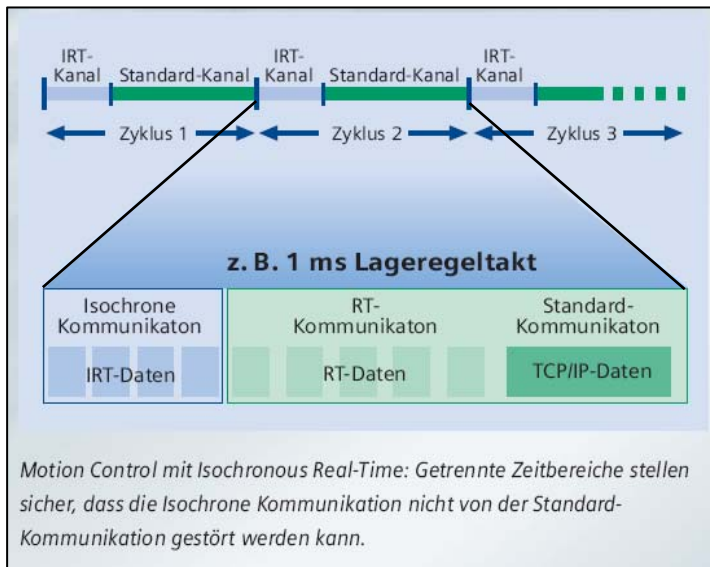 IRT-
Kanal
Standard-Kanal
IRT-
Kanal
Standard-Kanal
IRT-
Kanal
Zyklus 1
Zyklus 2
Zyklus 3
z. B. 1 ms Lageregeltakt
Isochrone
Kommunikaton
RT-
Kommunikaton
Standard-
Kommunikaton
IRT-Daten
RT-Daten
TCP/IP-Daten
Motion Control mit Isochronous Real-Time: Getrennte Zeitbereiche stellen
sicher, dass die Isochrone Kommunikation nicht von der Standard-
Kommunikation gestört werden kann.